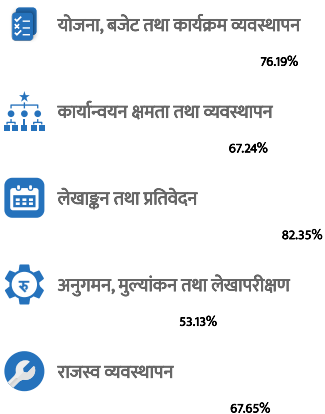 योजना, बजेट तथा कार्यक्रम व्यवस्थापन
76.19%
कार्यान्वयन क्षमता तथा व्यवस्थापन
67.24%
लेखाङ्कन तथा प्रतिवेदन
82.35%
अनुगमन, मुल्यांकन तथा लेखापरीक्षण
रु
53.13%
राजस्व व्यवस्थापन
67.65%